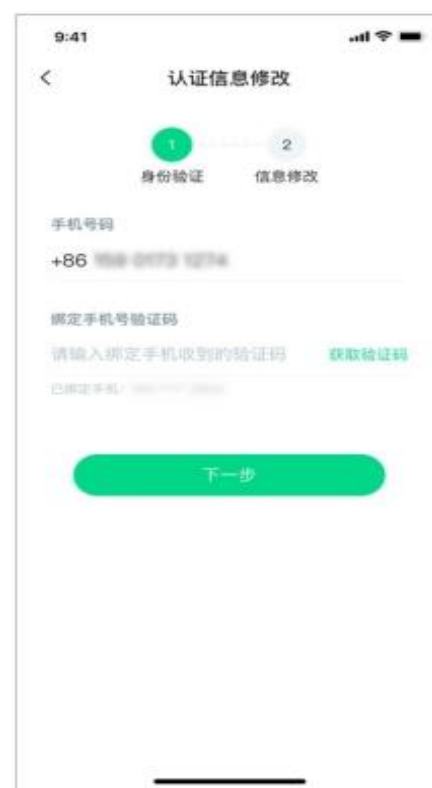 9:41
认证信息修改
1
2
身份验证
信息修改
手机号码
+86
绑定手机号验证码
请输入绑定手机收到的验证码
获取验证码
已绑定手机:
下一步